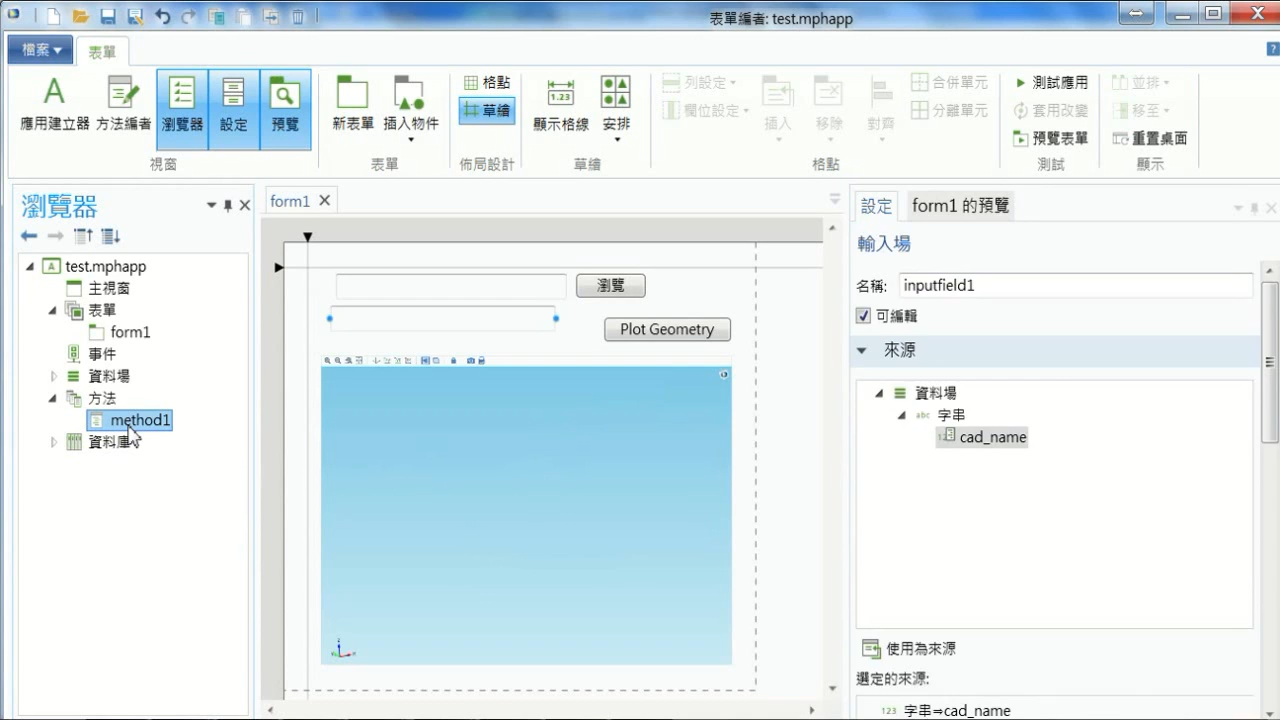 表單編者: test.mphapp
檔案
表單
?
應用建立器
方法編者
瀏覽器
設定
預覽
新表單
插入物件
格點
草繪
1.23
顯示格線
安排
列設定
欄位設定
插入
移除
對齊
合併單元
分離單元
測試應用
套用改變
預覽表單
並排
移至
重置桌面
視窗
表單
佈局設計
草繪
格點
測試
顯示
瀏覽器
test.mphapp
主視窗
表單
form1
事件
資料場
方法
method1
資料庫
form1
瀏覽
Plot Geometry
設定
form1 的預覽
輸入場
名稱:
inputfield1
可編輯
來源
資料場
abc 字串
cad_name
使用為來源
選定的來源:
123 字串⇒cad_name